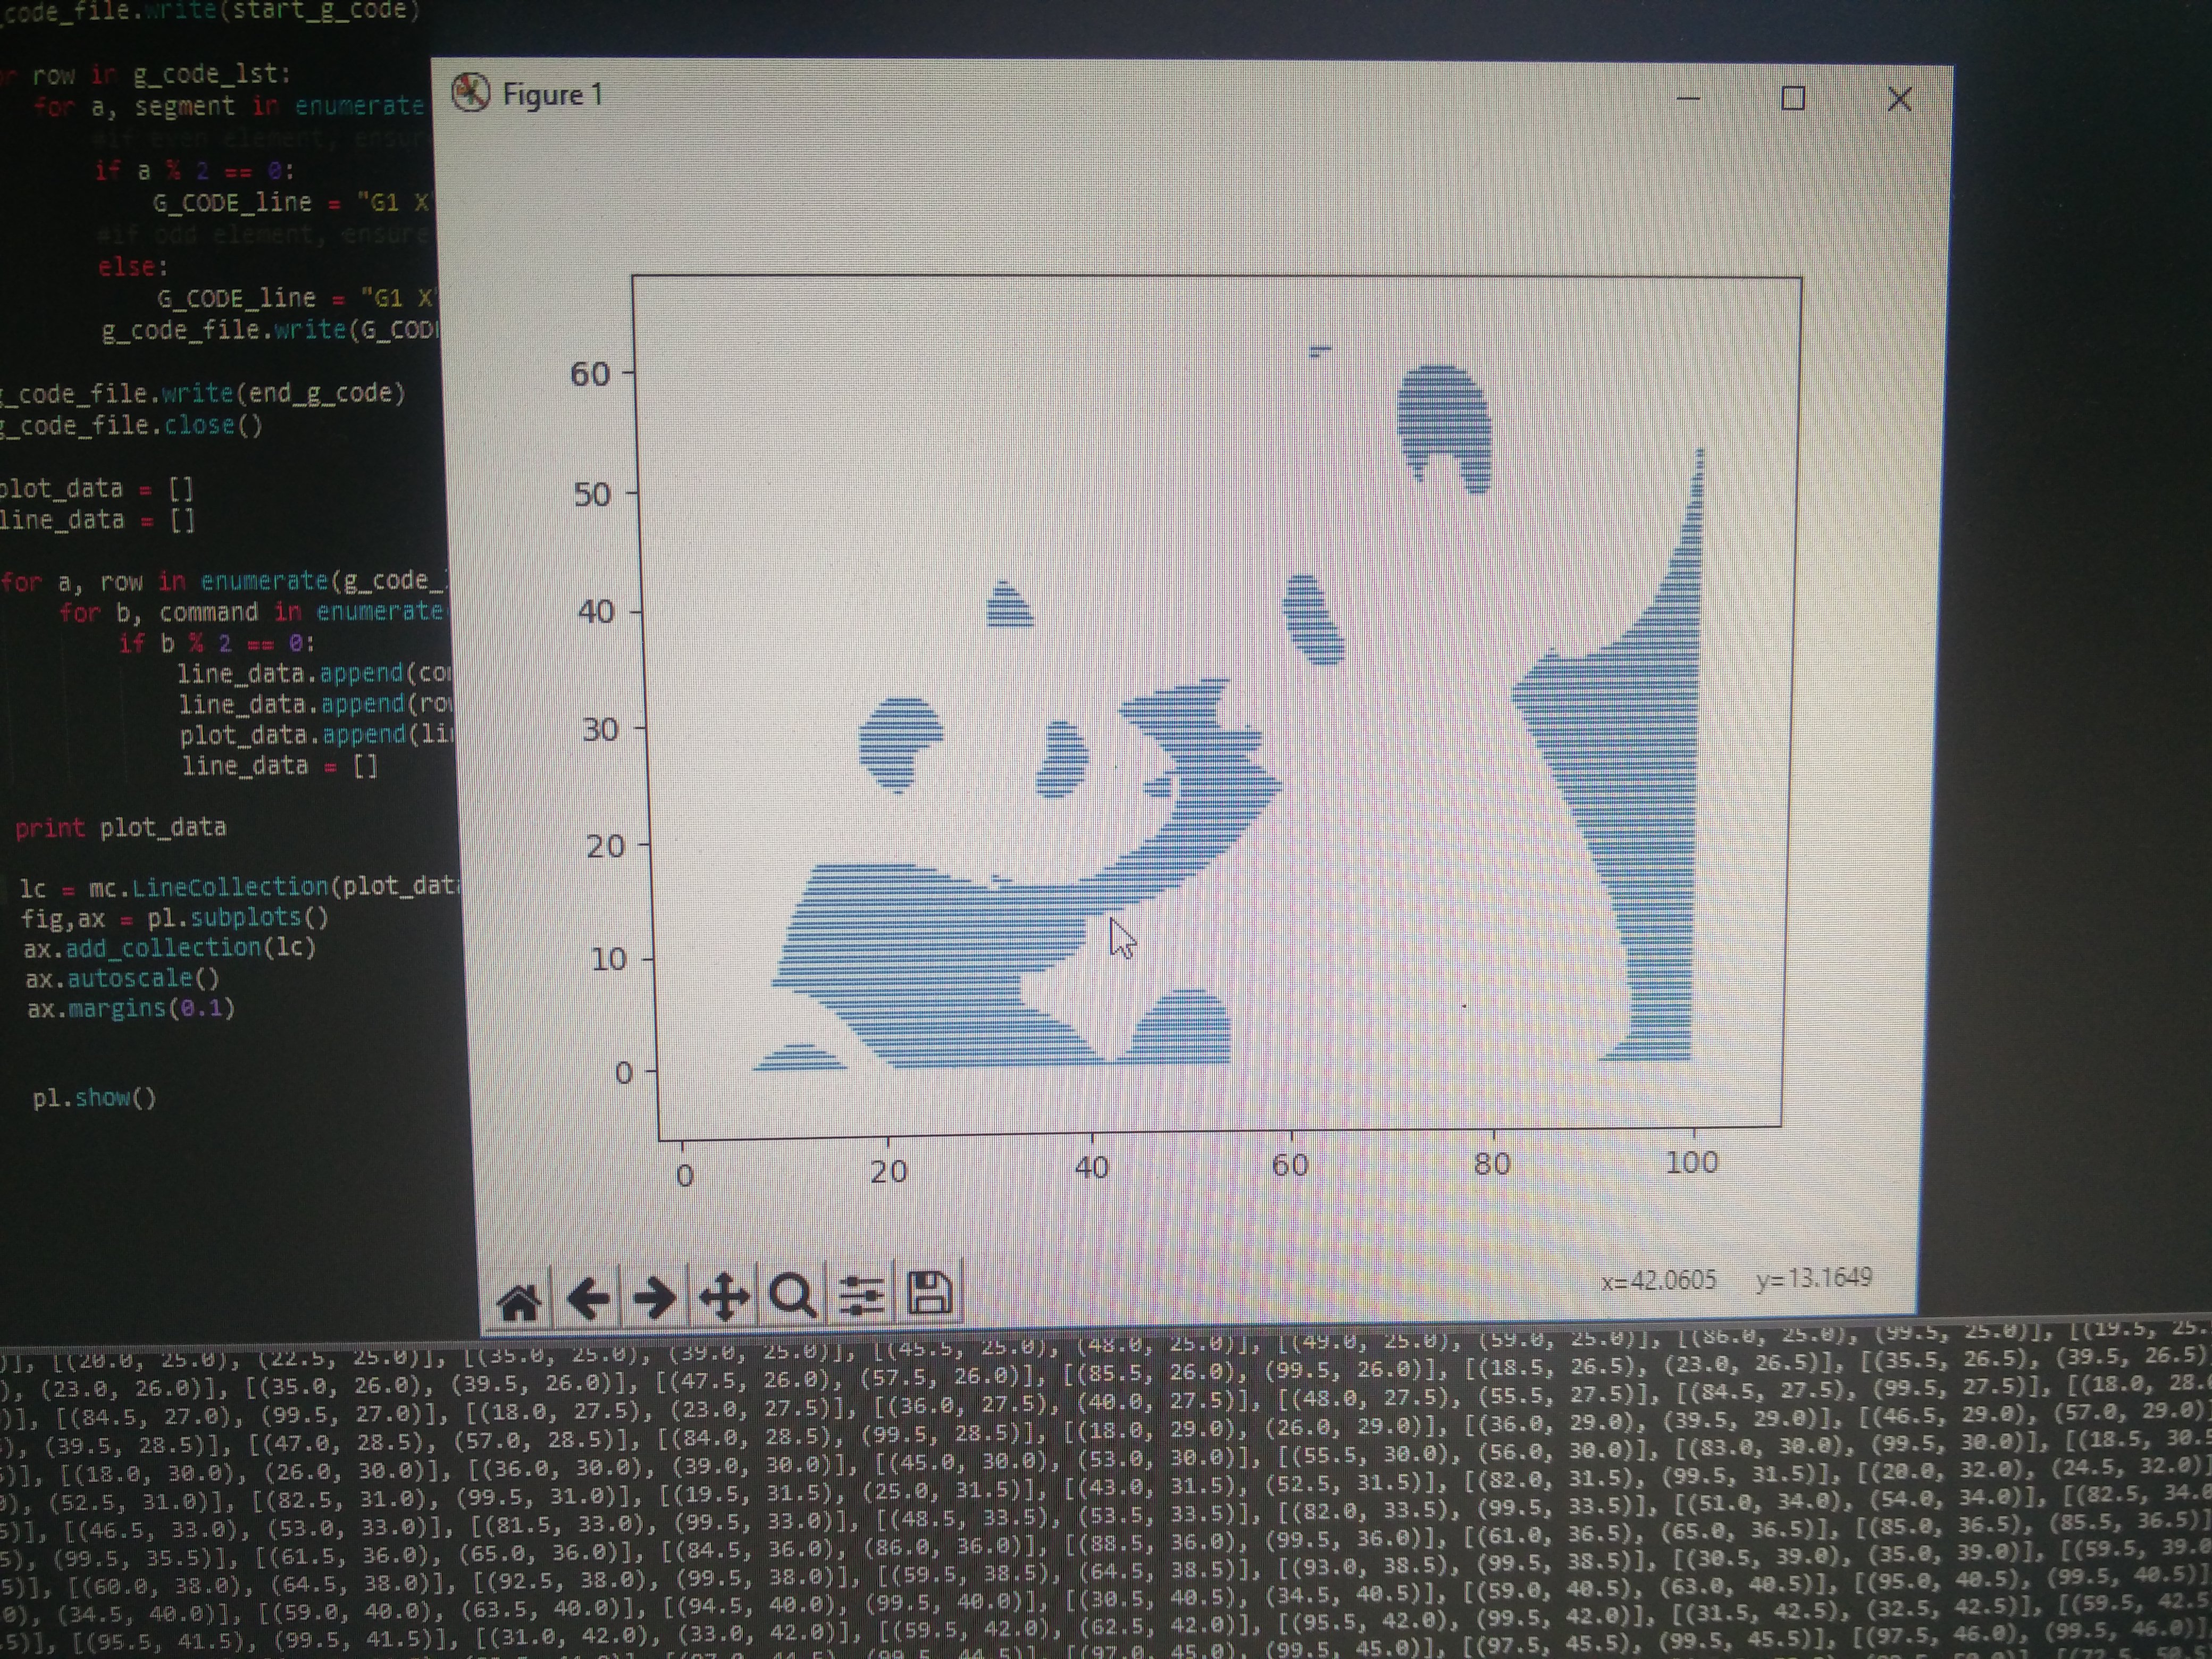 code_file.write(start_g_code)
row in g_code_lst:
for a, segment in enumerate
#if even element, ensure
if a % 2 == 0:
G_CODE_line = "G1 X"
#if odd element, ensure
else:
G_CODE_line = "G1 X"
g_code_file.write(G_CODE
g_code_file.write(end_g_code)
g_code_file.close()
plot_data = []
line_data = []
for a, row in enumerate(g_code_
for b, command in enumerate
if b % 2 == 0:
line_data.append(co
line_data.append(row
plot_data.append(li
line_data = []
print plot_data
lc = mc.LineCollection(plot_dat
fig,ax = pl.subplots()
ax.add_collection(lc)
ax.autoscale()
ax.margins(0.1)
pl.show()
Figure 1
60
50
40
30
20
10
0
0 20 40 60 80 100
x=42.0605 y=13.1649
)], [(20.0, 25.0), (22.5, 25.0)], [(35.0, 25.0), (39.0, 25.0)], [(45.5, 25.0), (48.0, 25.0)], [(49.0, 25.0), (59.0, 25.0)], [(86.0, 25.0), (99.5, 25.0)], [(19.5, 25.
), (23.0, 26.0)], [(35.0, 26.0), (39.5, 26.0)], [(47.5, 26.0), (57.5, 26.0)], [(85.5, 26.0), (99.5, 26.0)], [(18.5, 26.5), (23.0, 26.5)], [(35.5, 26.5), (39.5, 26.5)
)], [(84.5, 27.0), (99.5, 27.0)], [(18.0, 27.5), (23.0, 27.5)], [(36.0, 27.5), (40.0, 27.5)], [(48.0, 27.5), (55.5, 27.5)], [(84.5, 27.5), (99.5, 27.5)], [(18.0, 28.
), (39.5, 28.5)], [(47.0, 28.5), (57.0, 28.5)], [(84.0, 28.5), (99.5, 28.5)], [(18.0, 29.0), (26.0, 29.0)], [(36.0, 29.0), (39.5, 29.0)], [(46.5, 29.0), (57.0, 29.0)
)], [(18.0, 30.0), (26.0, 30.0)], [(36.0, 30.0), (39.0, 30.0)], [(45.0, 30.0), (53.0, 30.0)], [(55.5, 30.0), (56.0, 30.0)], [(83.0, 30.0), (99.5, 30.0)], [(18.5, 30.5
), (52.5, 31.0)], [(82.5, 31.0), (99.5, 31.0)], [(19.5, 31.5), (25.0, 31.5)], [(43.0, 31.5), (52.5, 31.5)], [(82.0, 31.5), (99.5, 31.5)], [(20.0, 32.0), (24.5, 32.0)]
5)], [(46.5, 33.0), (53.0, 33.0)], [(81.5, 33.0), (99.5, 33.0)], [(48.5, 33.5), (53.5, 33.5)], [(82.0, 33.5), (99.5, 33.5)], [(51.0, 34.0), (54.0, 34.0)], [(82.5, 34.0
5), (99.5, 35.5)], [(61.5, 36.0), (65.0, 36.0)], [(84.5, 36.0), (86.0, 36.0)], [(88.5, 36.0), (99.5, 36.0)], [(61.0, 36.5), (65.0, 36.5)], [(85.0, 36.5), (85.5, 36.5)]
5)], [(60.0, 38.0), (64.5, 38.0)], [(92.5, 38.0), (99.5, 38.0)], [(59.5, 38.5), (64.5, 38.5)], [(93.0, 38.5), (99.5, 38.5)], [(30.5, 39.0), (35.0, 39.0)], [(59.5, 39.0
0), (34.5, 40.0)], [(59.0, 40.0), (63.5, 40.0)], [(94.5, 40.0), (99.5, 40.0)], [(30.5, 40.5), (34.5, 40.5)], [(59.0, 40.5), (63.0, 40.5)], [(95.0, 40.5), (99.5, 40.5)]
5)], [(95.5, 41.5), (99.5, 41.5)], [(31.0, 42.0), (33.0, 42.0)], [(59.5, 42.0), (62.5, 42.0)], [(95.5, 42.0), (99.5, 42.0)], [(31.5, 42.5), (32.5, 42.5)], [(59.5, 42.5
[(97.0, 45.0), (99.5, 45.0)], [(97.5, 45.5), (99.5, 45.5)], [(97.5, 46.0), (99.5, 46.0)]